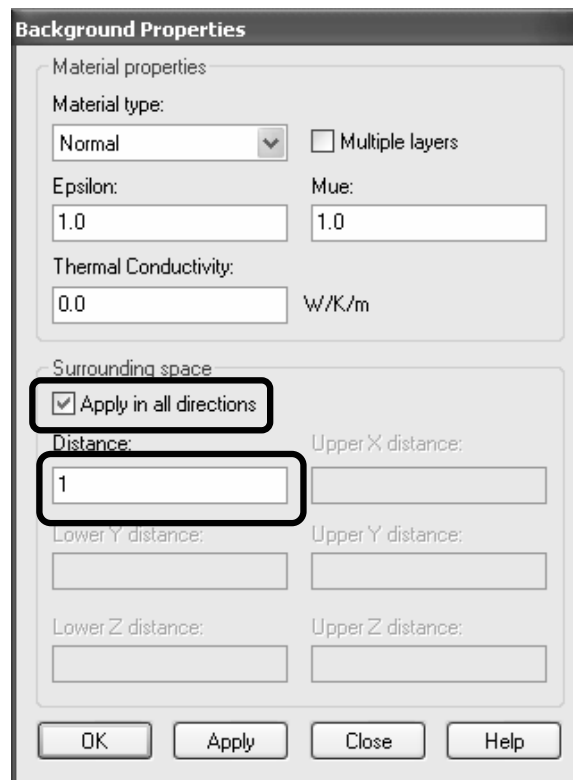 Background Properties
Material properties
Material type:
Normal
Multiple layers
Epsilon: Mue:
1.0 1.0
Thermal Conductivity:
0.0 W/K/m
Surrounding space
Apply in all directions
Distance: Upper X distance:
1
Lower Y distance: Upper Y distance:
Lower Z distance: Upper Z distance:
OK Apply Close Help